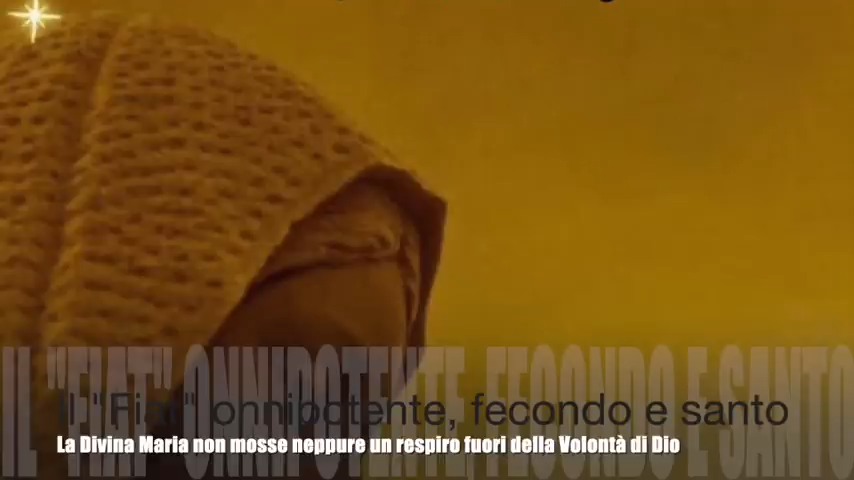 IL "FIAT" ONNIPOTENTE, FECONDO E SANTO
Il "Fiat" onnipotente, fecondo e santo
La Divina Maria non mosse neppure un respiro fuori della Volontà di Dio